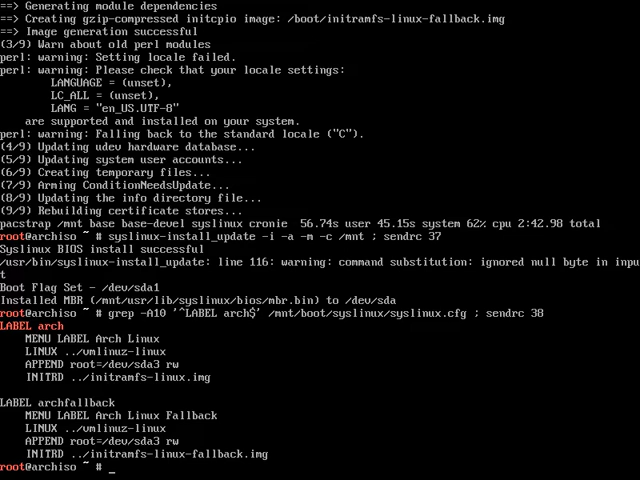 ==> Generating module dependencies
==> Creating gzip-compressed initcpio image: /boot/initramfs-linux-fallback.img
==> Image generation successful
(3/9) Warn about old perl modules
perl: warning: Setting locale failed.
perl: warning: Please check that your locale settings:
        LANGUAGE = (unset),
        LC_ALL = (unset),
        LANG = "en_US.UTF-8"
    are supported and installed on your system.
perl: warning: Falling back to the standard locale ("C").
(4/9) Updating udev hardware database...
(5/9) Updating system user accounts...
(6/9) Creating temporary files...
(7/9) Arming ConditionNeedsUpdate...
(8/9) Updating the info directory file...
(9/9) Rebuilding certificate stores...
pacstrap /mnt base base-devel syslinux cronie  56.74s user 45.15s system 62% cpu 2:42.98 total
root@archiso ~ # syslinux-install_update -i -a -m -c /mnt ; sendrc 37
Syslinux BIOS install successful
/usr/bin/syslinux-install_update: line 116: warning: command substitution: ignored null byte in inpu
t
Boot Flag Set - /dev/sda1
Installed MBR (/mnt/usr/lib/syslinux/bios/mbr.bin) to /dev/sda
root@archiso ~ # grep -A10 '^LABEL arch$' /mnt/boot/syslinux/syslinux.cfg ; sendrc 38
LABEL arch
    MENU LABEL Arch Linux
    LINUX ../vmlinuz-linux
    APPEND root=/dev/sda3 rw
    INITRD ../initramfs-linux.img

LABEL archfallback
    MENU LABEL Arch Linux Fallback
    LINUX ../vmlinuz-linux
    APPEND root=/dev/sda3 rw
    INITRD ../initramfs-linux-fallback.img
root@archiso ~ # _